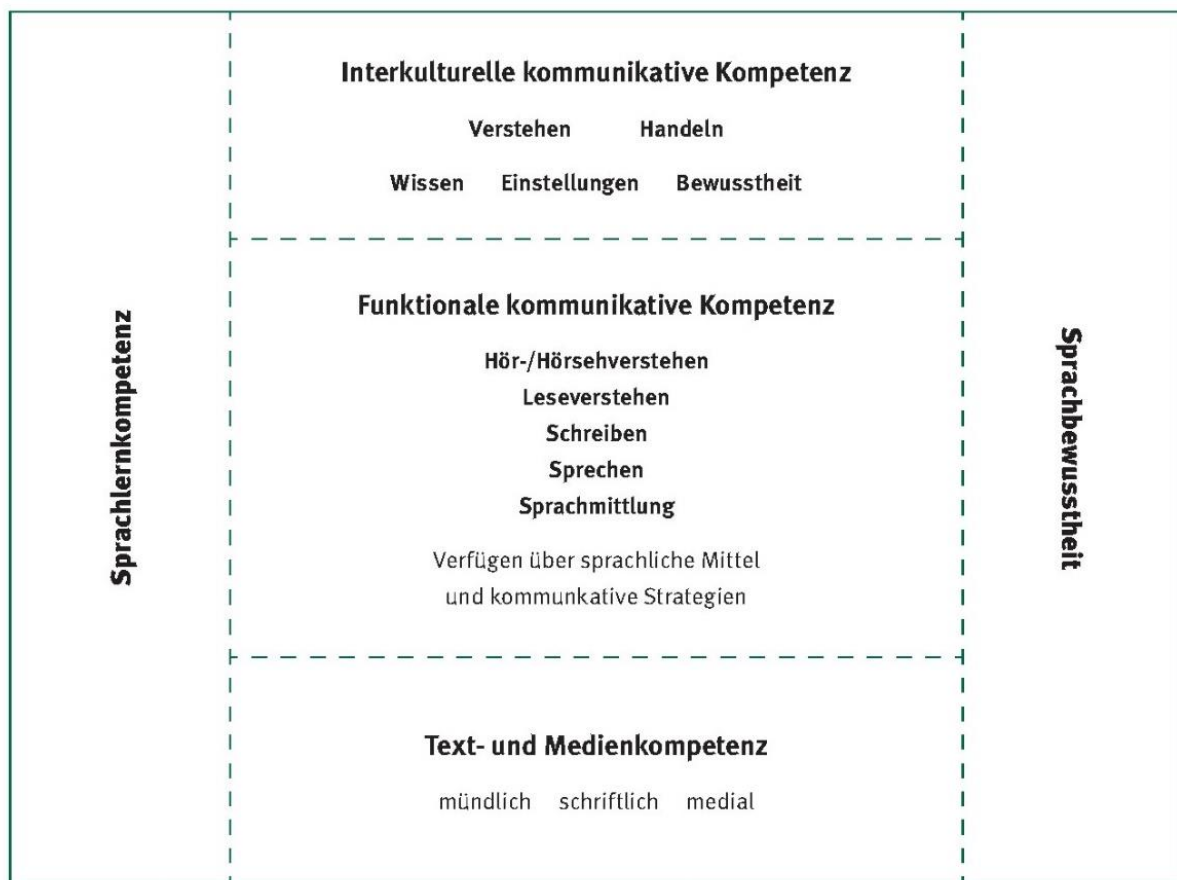 Interkulturelle kommunikative Kompetenz
Verstehen Handeln
Wissen Einstellungen Bewusstheit
Sprachlernkompetenz
Funktionale kommunikative Kompetenz
Hör-/Hörsehverstehen
Leseverstehen
Schreiben
Sprechen
Sprachmittlung
Verfügen über sprachliche Mittel
und kommunkative Strategien
Sprachbewusstheit
Text- und Medienkompetenz
mündlich schriftlich medial